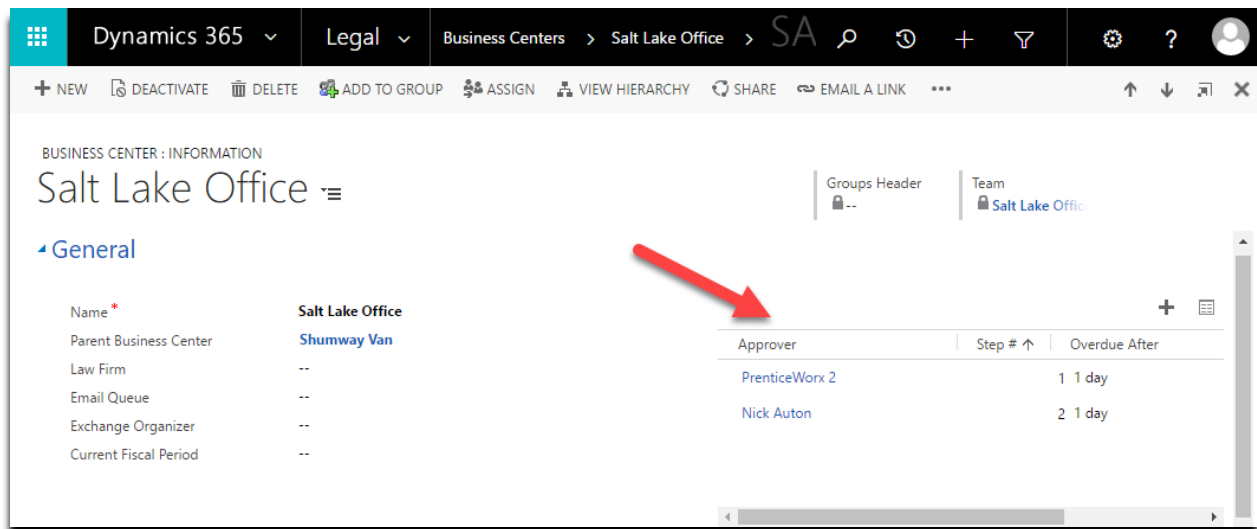 Dynamics 365 Legal Business Centers > Salt Lake Office > SA ?
NEW DEACTIVATE DELETE ADD TO GROUP ASSIGN VIEW HIERARCHY SHARE EMAIL A LINK •••
BUSINESS CENTER : INFORMATION
Salt Lake Office
Groups Header Team
-- Salt Lake Offic
General
Name * Salt Lake Office
Parent Business Center Shumway Van
Law Firm --
Email Queue --
Exchange Organizer --
Current Fiscal Period --
Approver Step # ↑ Overdue After
PrenticeWorx 2 1 1 day
Nick Auton 2 1 day